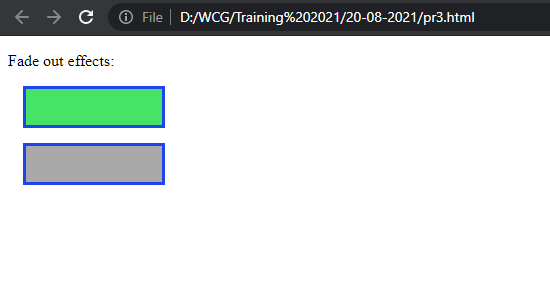 File D:/WCG/Training%202021/20-08-2021/pr3.html
Fade out effects: